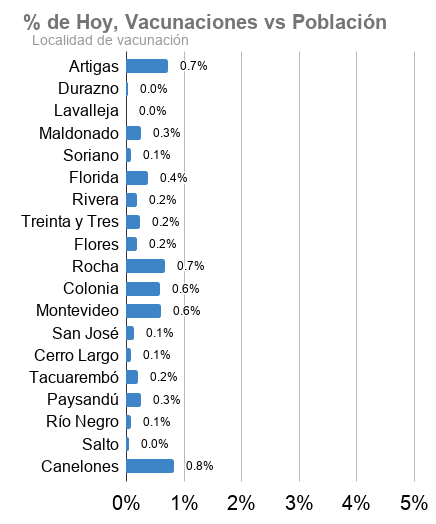 % de Hoy, Vacunaciones vs Población
Localidad de vacunación
Artigas 0.7%
Durazno 0.0%
Lavalleja 0.0%
Maldonado 0.3%
Soriano 0.1%
Florida 0.4%
Rivera 0.2%
Treinta y Tres 0.2%
Flores 0.2%
Rocha 0.7%
Colonia 0.6%
Montevideo 0.6%
San José 0.1%
Cerro Largo 0.1%
Tacuarembó 0.2%
Paysandú 0.3%
Río Negro 0.1%
Salto 0.0%
Canelones 0.8%
0% 1% 2% 3% 4% 5%